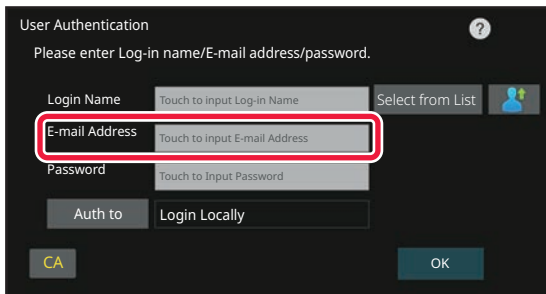 User Authentication
?
Please enter Log-in name/E-mail address/password.
Login Name
Touch to input Log-in Name
Select from List
E-mail Address
Touch to input E-mail Address
Password
Touch to Input Password
Auth to
Login Locally
CA
OK